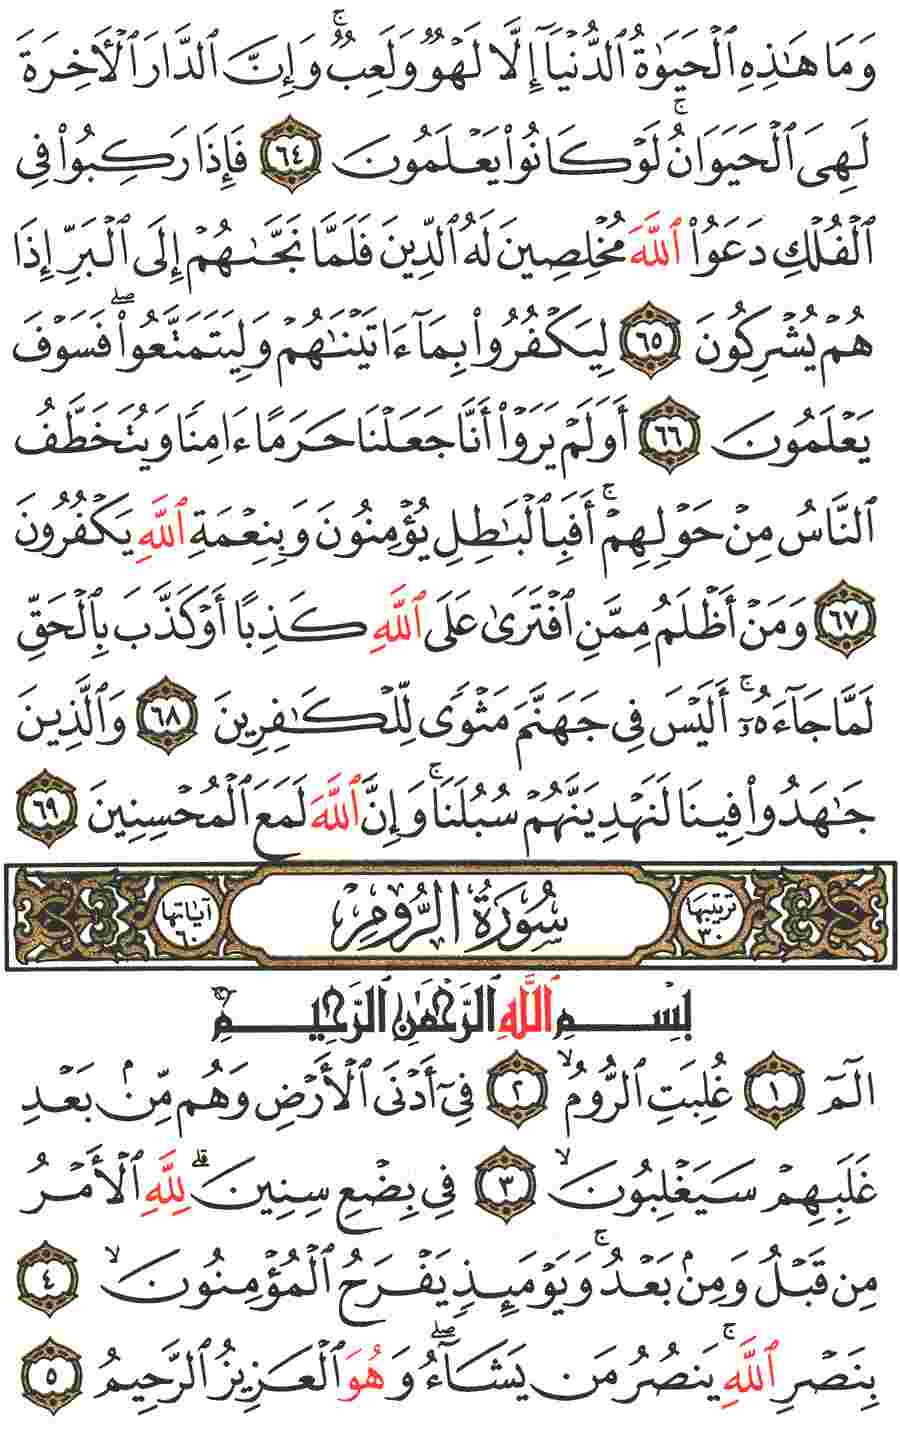 وَمَا هَٰذِهِ ٱلْحَيَوٰةُ ٱلدُّنْيَآ إِلَّا لَهْوٌ وَلَعِبٌ ۚ وَإِنَّ ٱلدَّارَ ٱلْأَخِرَةَ
لَهِىَ ٱلْحَيَوَانُ ۚ لَوْ كَانُوا۟ يَعْلَمُونَ ٦٤ فَإِذَا رَكِبُوا۟ فِى
ٱلْفُلْكِ دَعَوُا۟ ٱللَّهَ مُخْلِصِينَ لَهُ ٱلدِّينَ فَلَمَّا نَجَّىٰهُمْ إِلَى ٱلْبَرِّ إِذَا
هُمْ يُشْرِكُونَ ٦٥ لِيَكْفُرُوا۟ بِمَآ ءَاتَيْنَٰهُمْ وَلِيَتَمَتَّعُوا۟ ۖ فَسَوْفَ
يَعْلَمُونَ ٦٦ أَوَلَمْ يَرَوْا۟ أَنَّا جَعَلْنَا حَرَمًا ءَامِنًا وَيُتَخَطَّفُ
ٱلنَّاسُ مِنْ حَوْلِهِمْ ۚ أَفَبِٱلْبَٰطِلِ يُؤْمِنُونَ وَبِنِعْمَةِ ٱللَّهِ يَكْفُرُونَ
٦٧ وَمَنْ أَظْلَمُ مِمَّنِ ٱفْتَرَىٰ عَلَى ٱللَّهِ كَذِبًا أَوْ كَذَّبَ بِٱلْحَقِّ
لَمَّا جَآءَهُۥٓ ۚ أَلَيْسَ فِى جَهَنَّمَ مَثْوًى لِّلْكَٰفِرِينَ ٦٨ وَٱلَّذِينَ
جَٰهَدُوا۟ فِينَا لَنَهْدِيَنَّهُمْ سُبُلَنَا ۚ وَإِنَّ ٱللَّهَ لَمَعَ ٱلْمُحْسِنِينَ ٦٩
ترتيبها ٣٠ سُورَةُ الرُّومِ آياتها ٦٠
بِسْمِ ٱللَّهِ ٱلرَّحْمَٰنِ ٱلرَّحِيمِ
الٓمٓ ١ غُلِبَتِ ٱلرُّومُ ۙ ٢ فِىٓ أَدْنَى ٱلْأَرْضِ وَهُم مِّنۢ بَعْدِ
غَلَبِهِمْ سَيَغْلِبُونَ ۙ ٣ فِى بِضْعِ سِنِينَ ۗ لِلَّهِ ٱلْأَمْرُ
مِن قَبْلُ وَمِنۢ بَعْدُ ۚ وَيَوْمَئِذٍ يَفْرَحُ ٱلْمُؤْمِنُونَ ۙ ٤
بِنَصْرِ ٱللَّهِ ۚ يَنصُرُ مَن يَشَآءُ ۖ وَهُوَ ٱلْعَزِيزُ ٱلرَّحِيمُ ٥